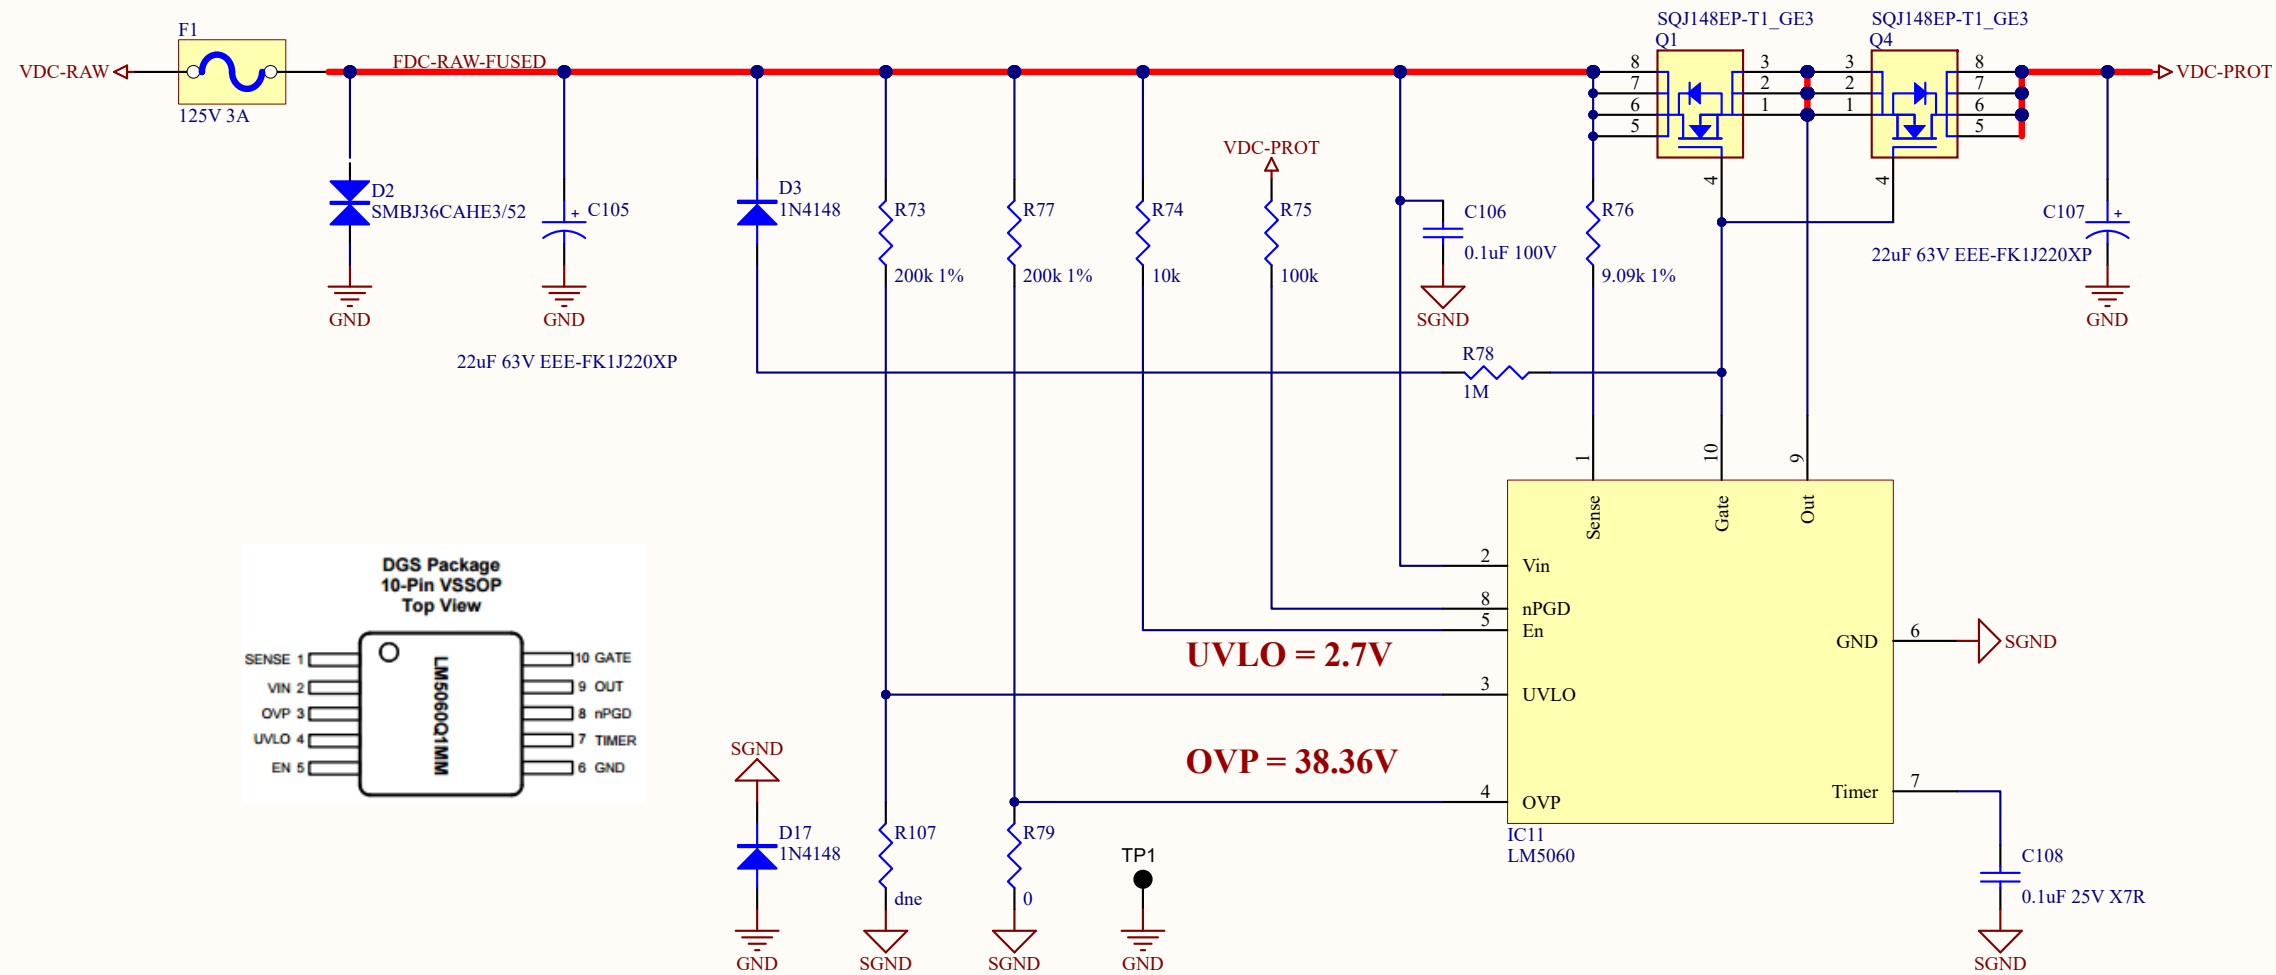 SQJ148EP-T1_GE3
SQJ148EP-T1_GE3
F1
Q1
Q4
VDC-RAW
FDC-RAW-FUSED
8
7
6
5
3
2
1
3
2
1
8
7
6
5
VDC-PROT
125V 3A
VDC-PROT
4
4
D2
SMBJ36CAHE3/52
+
C105
D3
1N4148
R73
R77
R74
R75
C106
0.1uF 100V
R76
C107
+
22uF 63V EEE-FK1J220XP
200k 1%
200k 1%
10k
100k
9.09k 1%
GND
GND
SGND
GND
22uF 63V EEE-FK1J220XP
R78
1M
1
10
9
Sense
Gate
Out
DGS Package
10-Pin VSSOP
Top View
SENSE 1
VIN 2
OVP 3
UVLO 4
EN 5
LM5060Q1MM
10 GATE
9 OUT
8 nPGD
7 TIMER
6 GND
2
Vin
8
nPGD
5
En
UVLO = 2.7V
GND
6
SGND
3
UVLO
SGND
OVP = 38.36V
4
OVP
Timer
7
D17
1N4148
R107
R79
TP1
IC11
LM5060
C108
0.1uF 25V X7R
dne
0
GND
SGND
SGND
GND
SGND